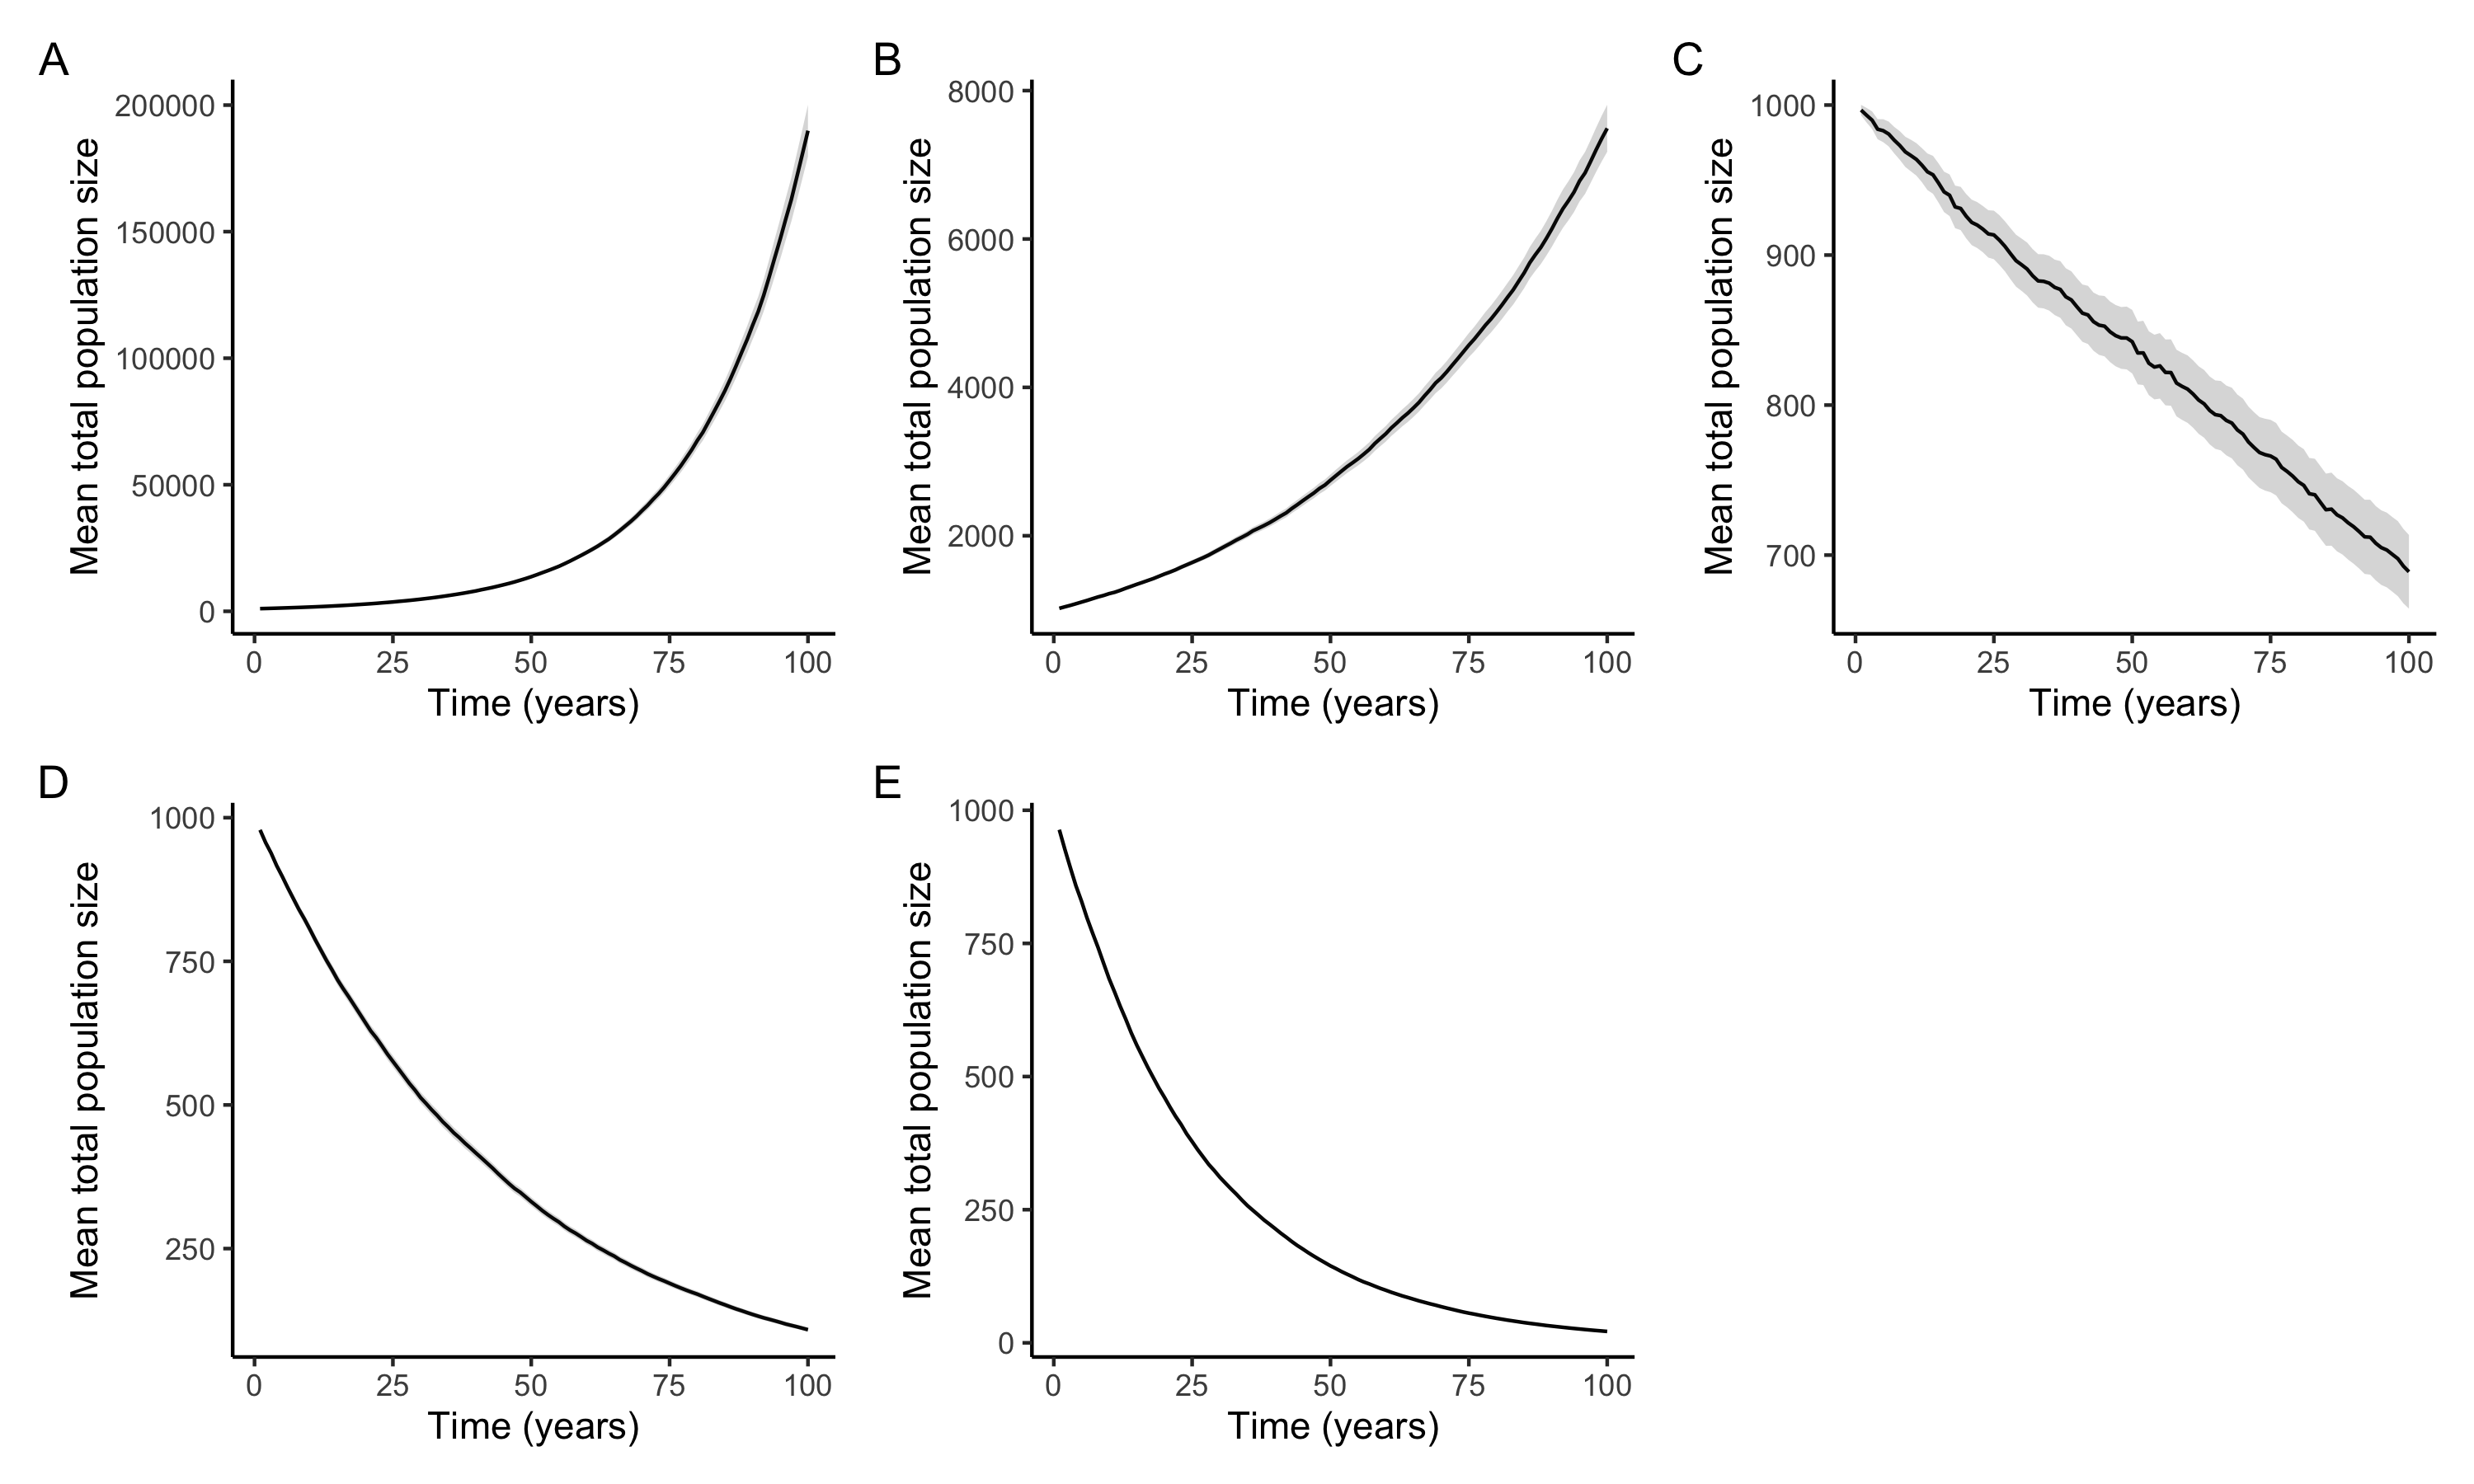 A
Mean total population size
200000
150000
100000
50000
0
0 25 50 75 100
Time (years)
B
Mean total population size
8000
6000
4000
2000
0 25 50 75 100
Time (years)
C
Mean total population size
1000
900
800
700
0 25 50 75 100
Time (years)
D
Mean total population size
1000
750
500
250
0 25 50 75 100
Time (years)
E
Mean total population size
1000
750
500
250
0
0 25 50 75 100
Time (years)